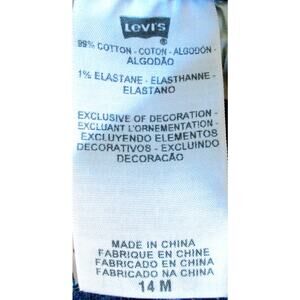 Levi's
®
99% COTTON - COTON - ALGODÓN -
ALGODÃO
1% ELASTANE - ELASTHANNE -
ELASTANO
EXCLUSIVE OF DECORATION -
EXCLUANT L'ORNEMENTATION -
EXCLUYENDO ELEMENTOS
DECORATIVOS - EXCLUINDO
DECORACÃO
MADE IN CHINA
FABRIQUE EN CHINE
FABRICADO EN CHINA
FABRICADO NA CHINA
14 M